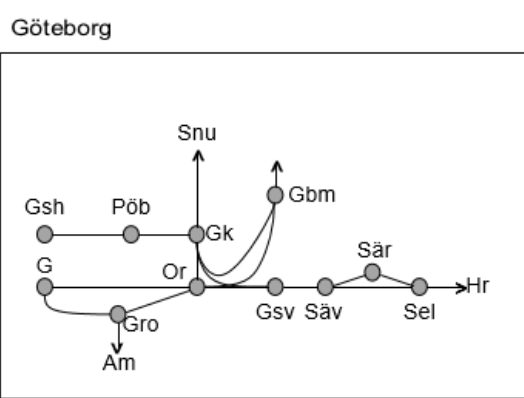 Göteborg
Snu
Gsh
Pöb
Gk
Gbm
G
Or
Sär
Gro
Gsv
Säv
Sel
Hr
Am